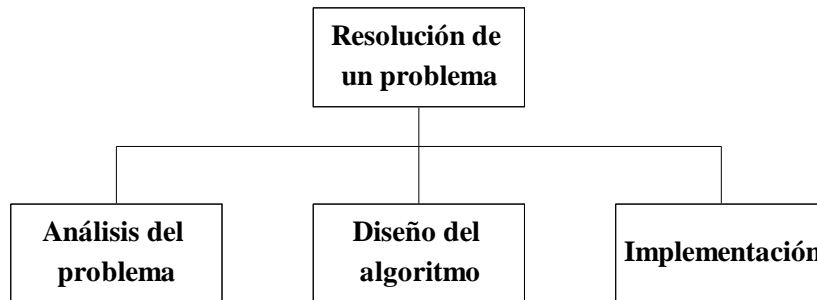 Resolución de
un problema
Análisis del
problema
Diseño del
algoritmo
Implementación